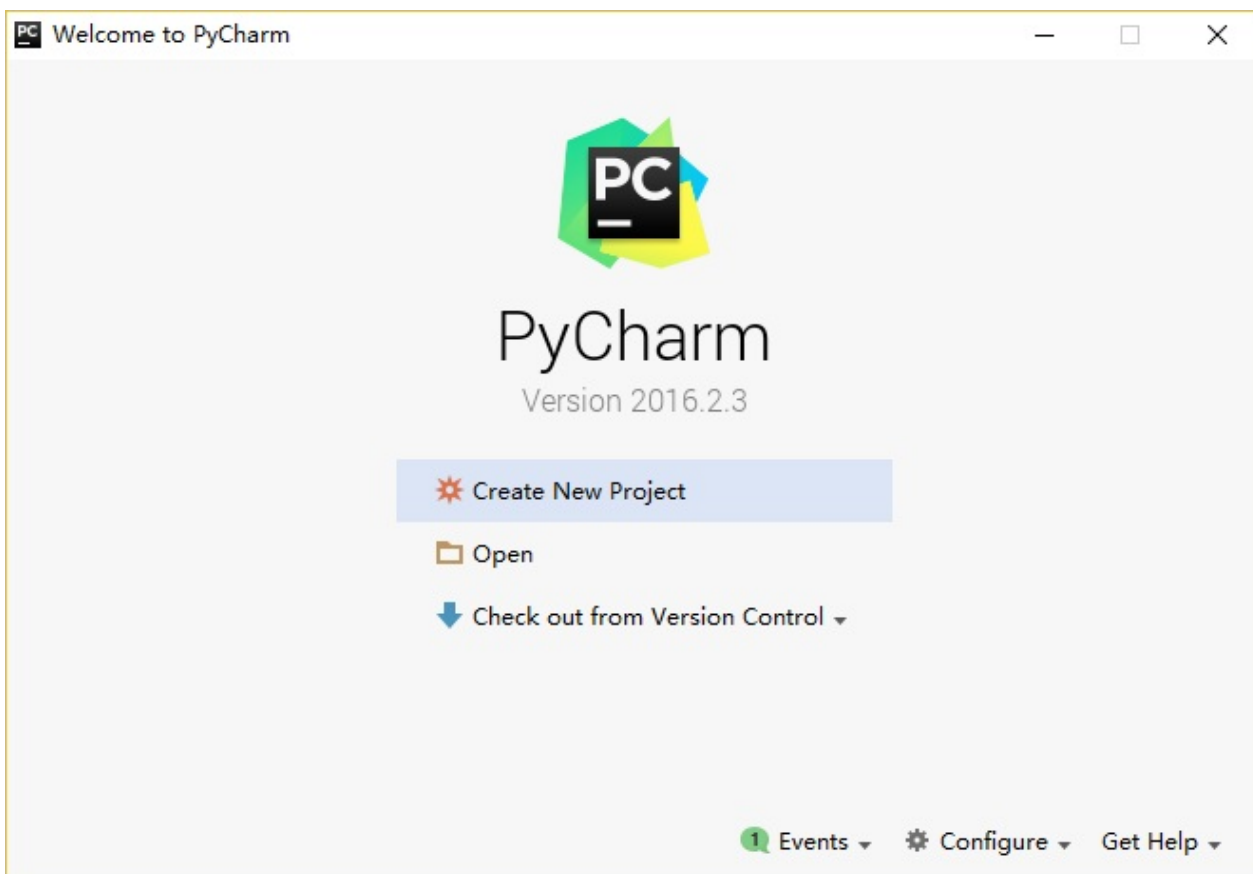 PC Welcome to PyCharm
PC
PyCharm
Version 2016.2.3
Create New Project
Open
Check out from Version Control
1 Events Configure Get Help